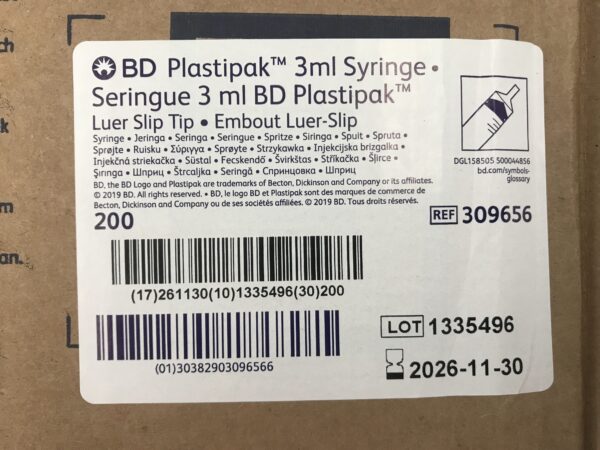 BD Plastipak™ 3ml Syringe •
Seringue 3 ml BD Plastipak™
Luer Slip Tip • Embout Luer-Slip
Syringe • Jeringa • Seringa • Seringue • Spritze • Siringa • Spuit • Spruta •
Sprøjte • Ruisku • Σύριγγα • Sprøyte • Strzykawka • Injekcijska brizgalka •
Injekčná striekačka • Süstal • Fecskendő • Švirkštas • Stříkačka • Šļirce •
Şırınga • Шприц • Štrcaljka • Seringă • Спринцовка • Шприц
BD, the BD Logo and Plastipak are trademarks of Becton, Dickinson and Company or its affiliates.
© 2019 BD. All rights reserved. • BD, le logo BD et Plastipak sont des marques de commerce de
Becton, Dickinson and Company ou de ses sociétés affiliées. © 2019 BD. Tous droits réservés.
DGL158505 500044856
bd.com/symbols-
glossary
200
REF 309656
(17)261130(10)1335496(30)200
LOT 1335496
(01)30382903096566
2026-11-30
ch
k
m
an.